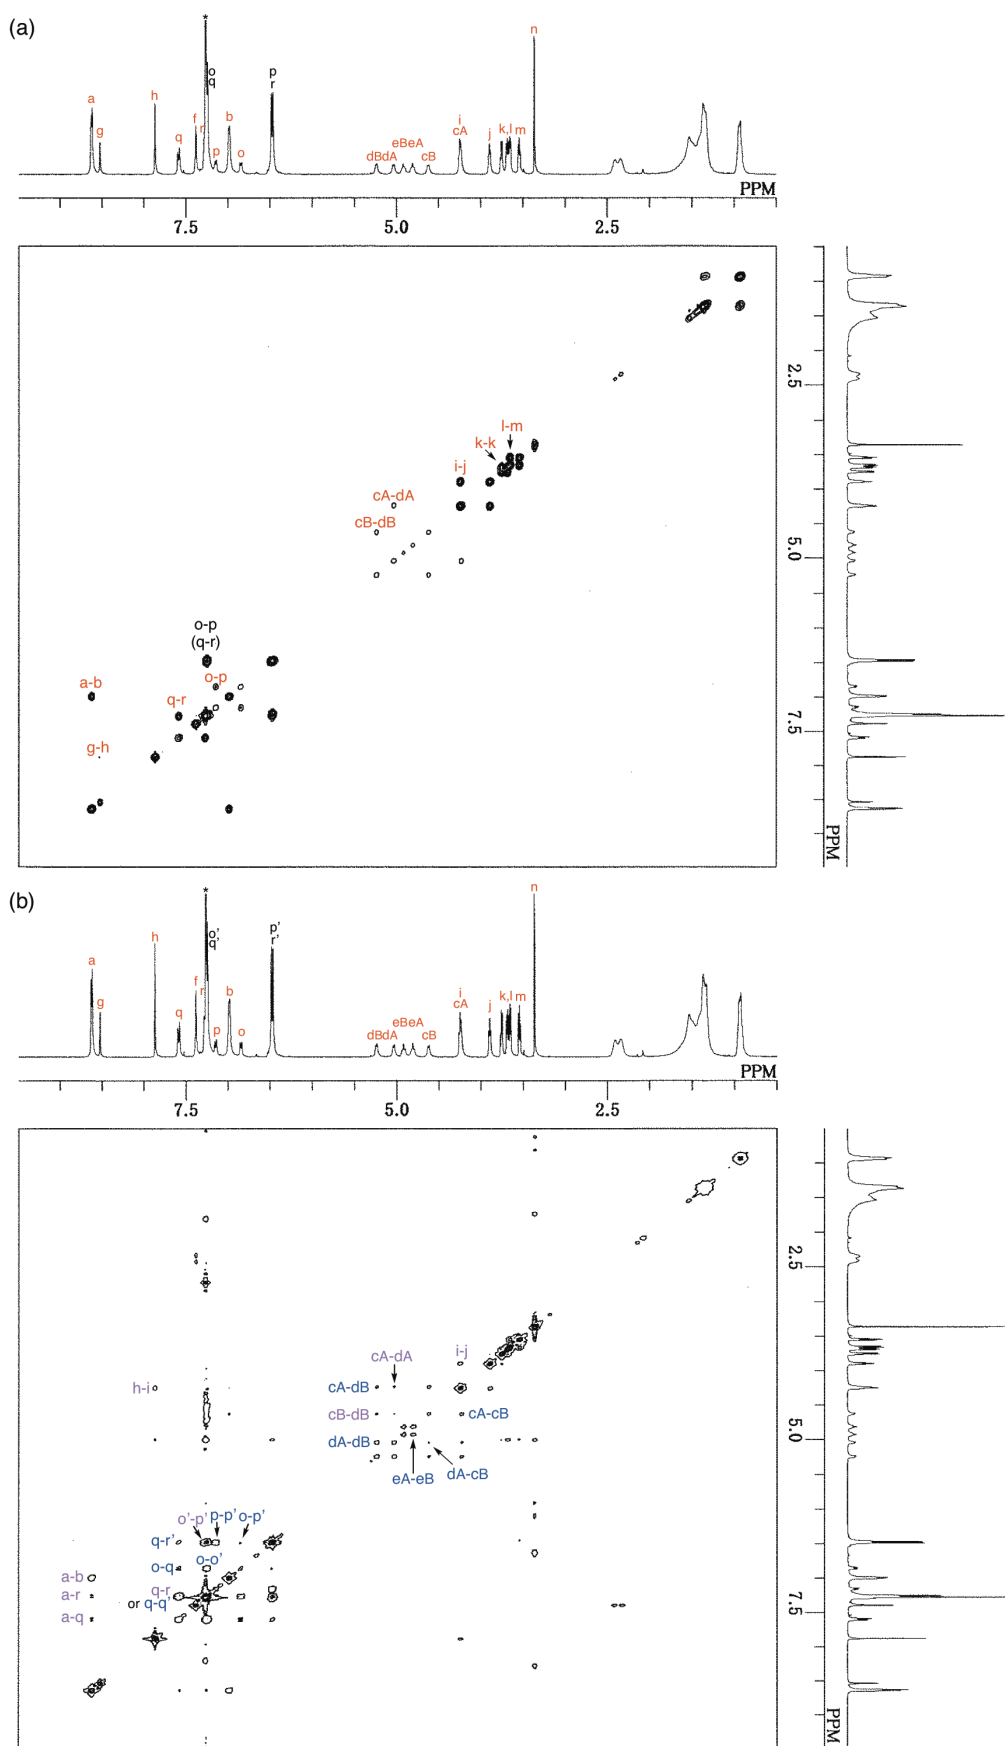 (a)
*
n
o
q
p
r
a
h
g
q
f
r
p
b
o
dBdA
eBeA
cB
i
cA
j
k,l
m
PPM
7.5 5.0 2.5
l-m
k-k
i-j
cA-dA
cB-dB
o-p
(q-r)
a-b
q-r
o-p
g-h
2.5
5.0
7.5
PPM
(b)
*
n
o'
q'
p'
r'
a
h
g
q
f
r
p
b
o
dBdA
eBeA
cB
i
cA
j
k,l
m
PPM
7.5 5.0 2.5
i-j
cA-dA
h-i
cA-dB
cB-dB
cA-cB
dA-dB
eA-eB
dA-cB
o'-p'
p-p'
o-p'
q-r'
o-q
o-o'
a-b
a-r
q-r
or q-q'
a-q
2.5
5.0
7.5
PPM